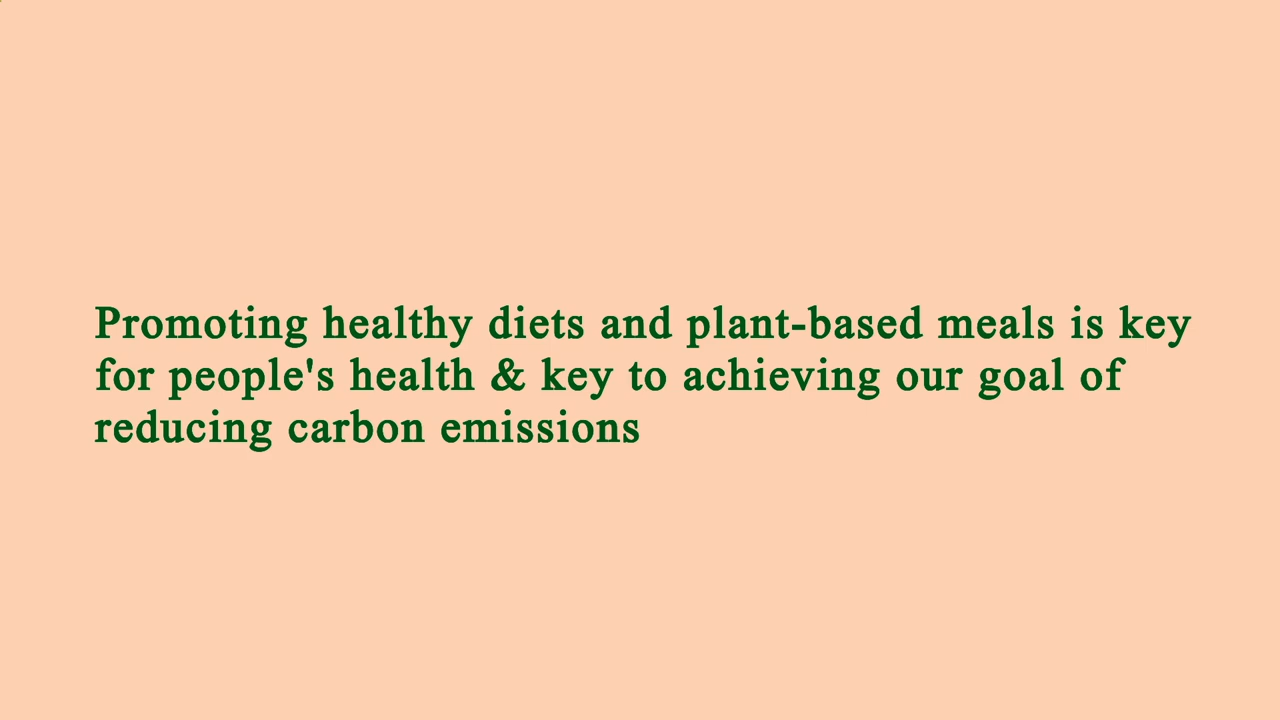 Promoting healthy diets and plant-based meals is key
for people's health & key to achieving our goal of
reducing carbon emissions